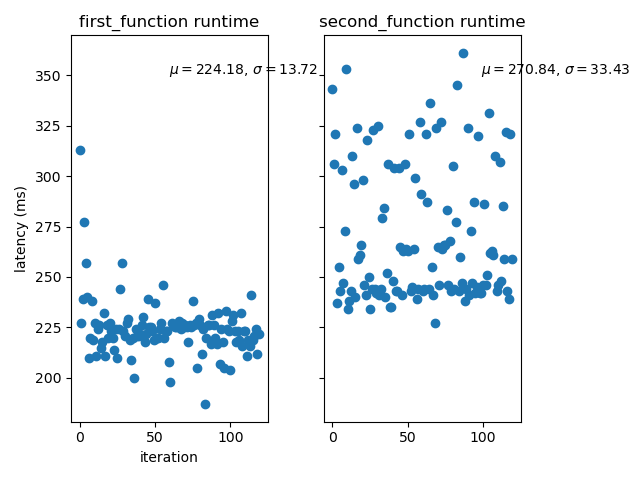 first_function runtime
second_function runtime
μ = 224.18, σ = 13.72
μ = 270.84, σ = 33.43
latency (ms)
350
325
300
275
250
225
200
0 50 100
0 50 100
iteration